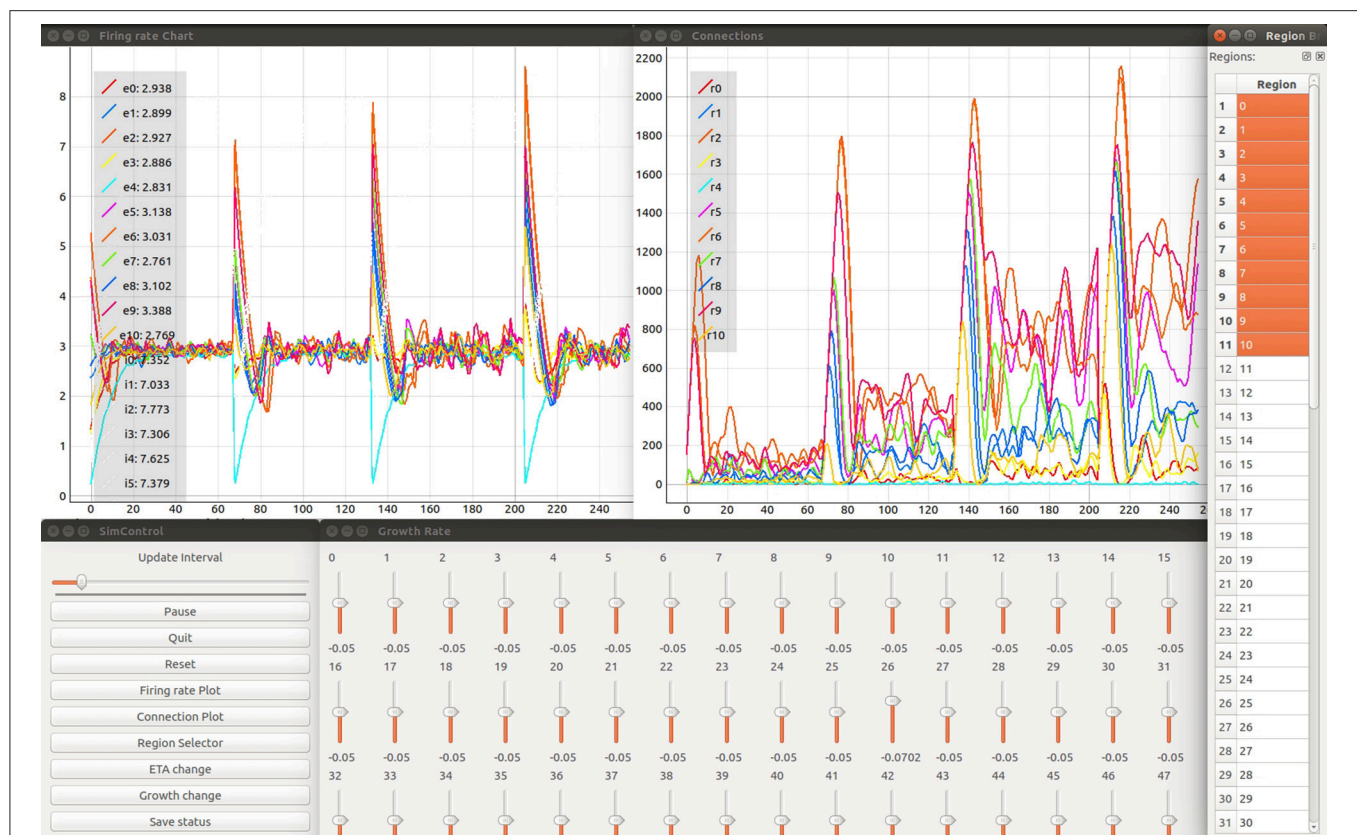 Firing rate Chart
8
7
6
5
4
3
2
1
0
e0: 2.938
e1: 2.899
e2: 2.927
e3: 2.886
e4: 2.831
e5: 3.138
e6: 3.031
e7: 2.761
e8: 3.102
e9: 3.388
e10: 2.769
i0: 7.352
i1: 7.033
i2: 7.773
i3: 7.306
i4: 7.625
i5: 7.379
0 20 40 60 80 100 120 140 160 180 200 220 240
Connections
2200
2000
1800
1600
1400
1200
1000
800
600
400
200
0
r0
r1
r2
r3
r4
r5
r6
r7
r8
r9
r10
0 20 40 60 80 100 120 140 160 180 200 220 240
Region Br
Regions:
Region
1 0
2 1
3 2
4 3
5 4
6 5
7 6
8 7
9 8
10 9
11 10
12 11
13 12
14 13
15 14
16 15
17 16
18 17
19 18
20 19
21 20
22 21
23 22
24 23
25 24
26 25
27 26
28 27
29 28
30 29
31 30
SimControl
Update Interval
Pause
Quit
Reset
Firing rate Plot
Connection Plot
Region Selector
ETA change
Growth change
Save status
Growth Rate
0 1 2 3 4 5 6 7 8 9 10 11 12 13 14 15
-0.05 -0.05 -0.05 -0.05 -0.05 -0.05 -0.05 -0.05 -0.05 -0.05 -0.05 -0.05 -0.05 -0.05 -0.05 -0.05
16 17 18 19 20 21 22 23 24 25 26 27 28 29 30 31
-0.05 -0.05 -0.05 -0.05 -0.05 -0.05 -0.05 -0.05 -0.05 -0.05 -0.0702 -0.05 -0.05 -0.05 -0.05 -0.05
32 33 34 35 36 37 38 39 40 41 42 43 44 45 46 47